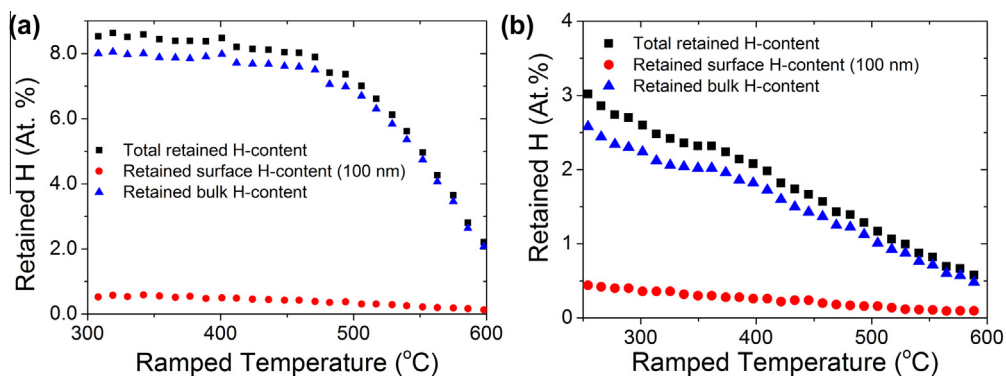 (a)
Retained H (At. %)
8.0
6.0
4.0
2.0
0.0
Total retained H-content
Retained surface H-content (100 nm)
Retained bulk H-content
300
400
500
600
Ramped Temperature (°C)
(b)
Retained H (At.%)
4
3
2
1
0
Total retained H-content
Retained surface H-content (100 nm)
Retained bulk H-content
300
400
500
600
Ramped Temperature (°C)